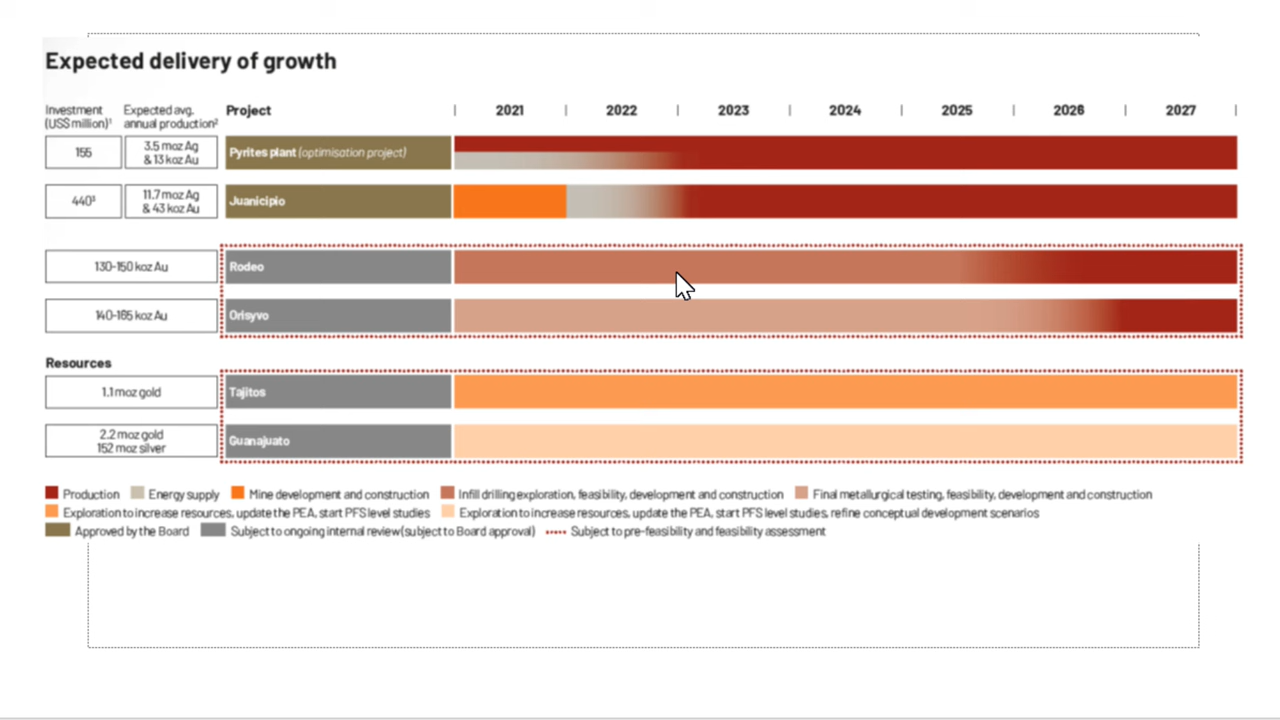 Expected delivery of growth
Investment
(US$ million)¹
Expected avg.
annual production²
Project
2021 2022 2023 2024 2025 2026 2027
155
3.5 moz Ag
& 13 koz Au
Pyrites plant (optimisation project)
440³
11.7 moz Ag
& 43 koz Au
Juanicipio
130-150 koz Au
Rodeo
140-165 koz Au
Orisyvo
Resources
1.1 moz gold
Tajitos
2.2 moz gold
152 moz silver
Guanajuato
Production Energy supply Mine development and construction Infill drilling exploration, feasibility, development and construction Final metallurgical testing, feasibility, development and construction
Exploration to increase resources, update the PEA, start PFS level studies Exploration to increase resources, update the PEA, start PFS level studies, refine conceptual development scenarios
Approved by the Board Subject to ongoing internal review (subject to Board approval) Subject to pre-feasibility and feasibility assessment